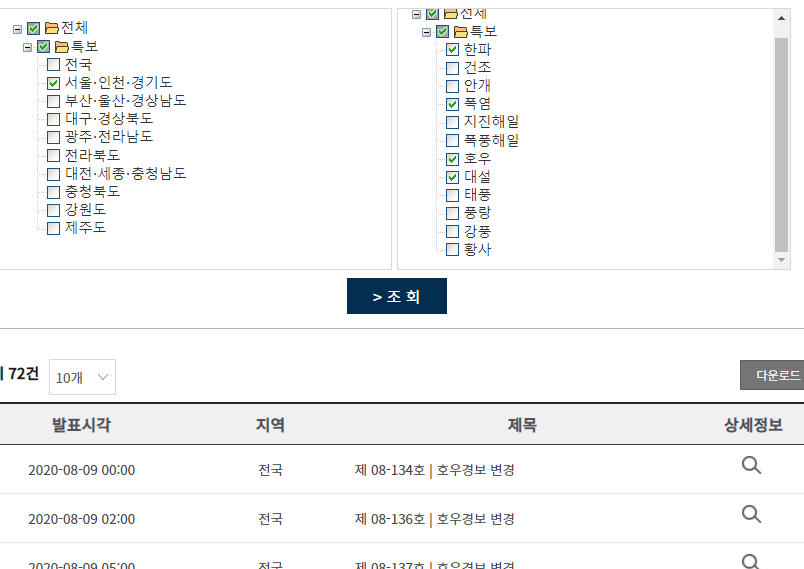 전체
특보
전국
서울·인천·경기도
부산·울산·경상남도
대구·경상북도
광주·전라남도
전라북도
대전·세종·충청남도
충청북도
강원도
제주도
전체
특보
한파
건조
안개
폭염
지진해일
폭풍해일
호우
대설
태풍
풍랑
강풍
황사
> 조 회
72건 10개 다운로드
발표시각 지역 제목 상세정보
2020-08-09 00:00 전국 제 08-134호 | 호우경보 변경
2020-08-09 02:00 전국 제 08-136호 | 호우경보 변경
2020-08-09 05:00 전국 제 08-137호 | 호우경보 변경